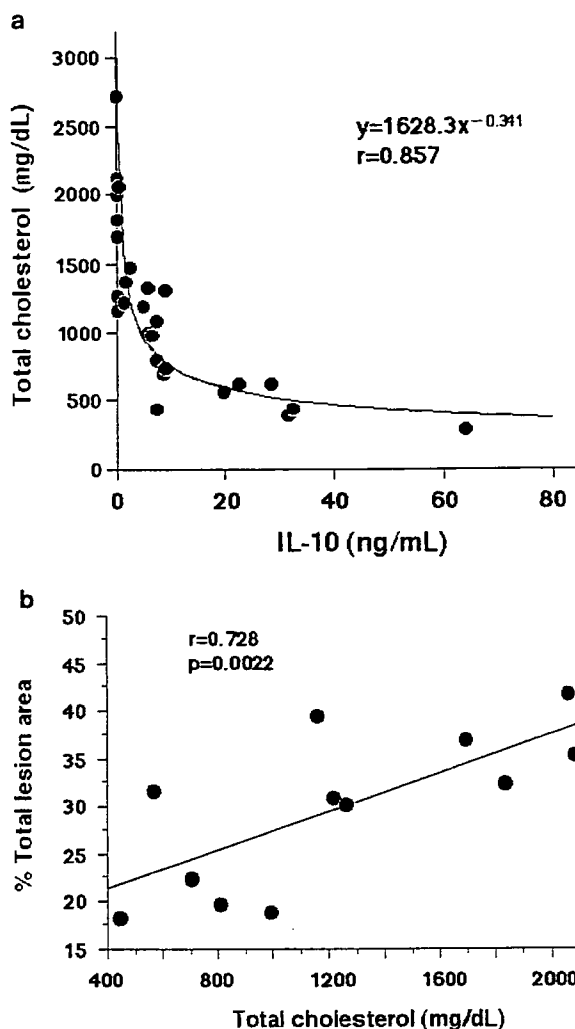 a
Total cholesterol (mg/dL)
3000
2500
2000
1500
1000
500
0
y=1628.3x^−0.341
r=0.857
0 20 40 60 80
IL-10 (ng/mL)
b
% Total lesion area
50
45
40
35
30
25
20
15
r=0.728
p=0.0022
400 800 1200 1600 2000
Total cholesterol (mg/dL)